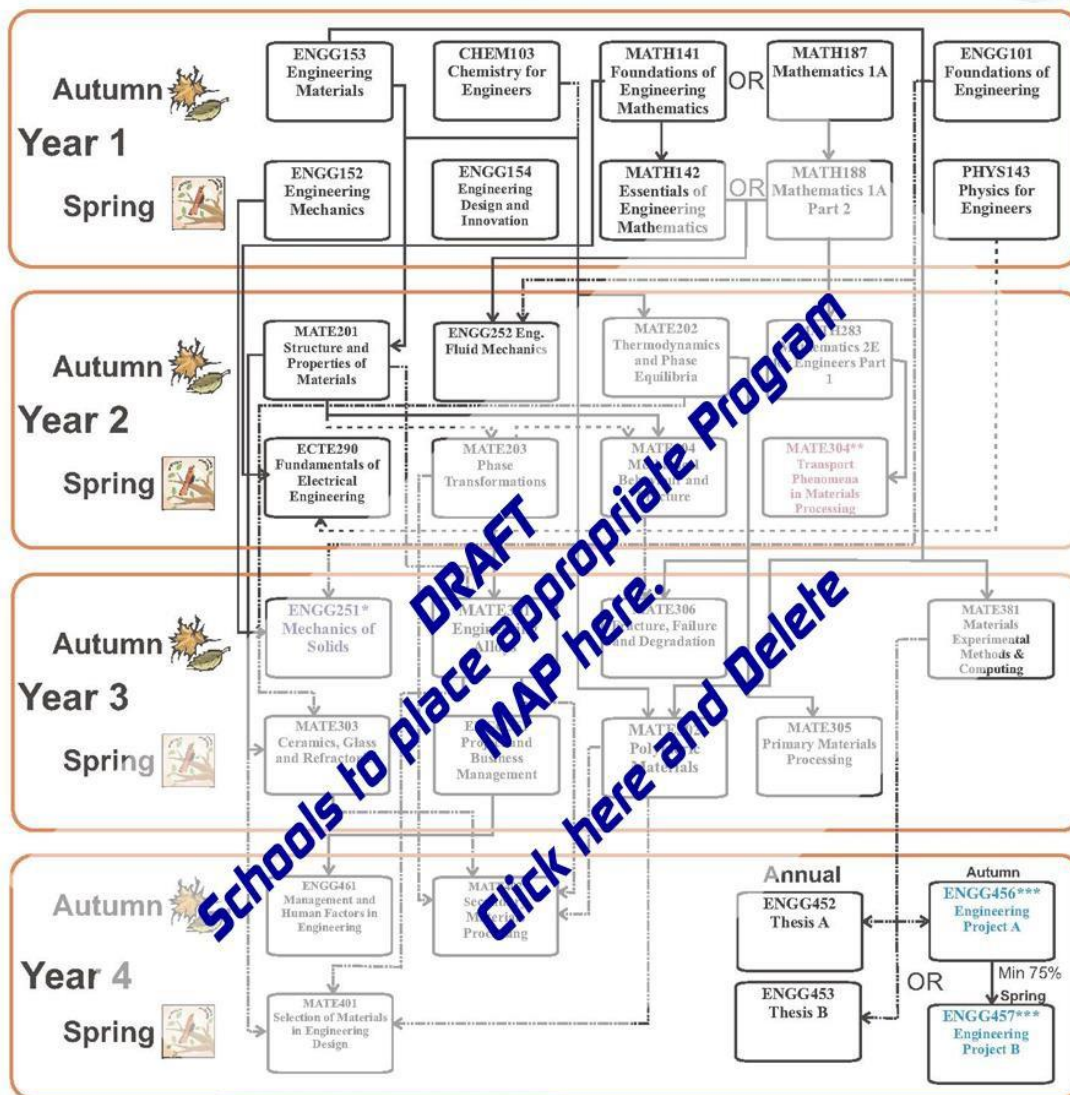 Autumn
Year 1
Spring
ENGG153
Engineering
Materials
CHEM103
Chemistry for
Engineers
MATH141
Foundations of
Engineering
Mathematics
OR
MATH187
Mathematics 1A
ENGG101
Foundations of
Engineering
ENGG152
Engineering
Mechanics
ENGG154
Engineering
Design and
Innovation
MATH142
Essentials of
Engineering
Mathematics
OR
MATH188
Mathematics 1A
Part 2
PHYS143
Physics for
Engineers
Autumn
Year 2
Spring
MATE201
Structure and
Properties of
Materials
ENGG252 Eng.
Fluid Mechanics
MATE202
Thermodynamics
and Phase
Equilibria
Engineers Part
1
ECTE290
Fundamentals of
Electrical
Engineering
MATE203
Phase
Transformations
and
MATE304**
Transport
Phenomena
in Materials
Processing
Autumn
Year 3
Spring
ENGG251*
Mechanics of
Solids
MATE306
Failure
and Degradation
MATE381
Materials
Experimental
Methods &
Computing
MATE303
Ceramics, Glass
and
and
Business
Management
Materials
MATE305
Primary Materials
Processing
Autumn
Year 4
Spring
ENGG461
Management and
Human Factors in
Engineering
MATE401
Selection of Materials
in Engineering
Design
Annual
ENGG452
Thesis A
ENGG453
Thesis B
OR
Autumn
ENGG456***
Engineering
Project A
Min 75%
Spring
ENGG457***
Engineering
Project B
DRAFT
Schools to place appropriate Program
MAP here.
Click here and Delete